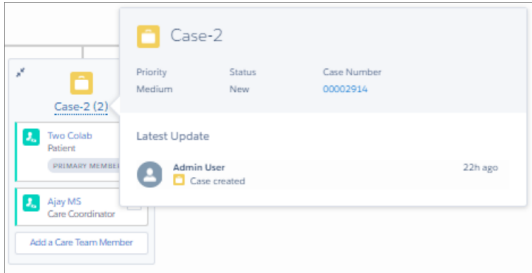 Case-2
Priority
Status
Case Number
Medium
New
00002914
Latest Update
Admin User
22h ago
Case created
Case-2 (2)
Two Colab
Patient
PRIMARY MEMBE
Ajay MS
Care Coordinator
Add a Care Team Member